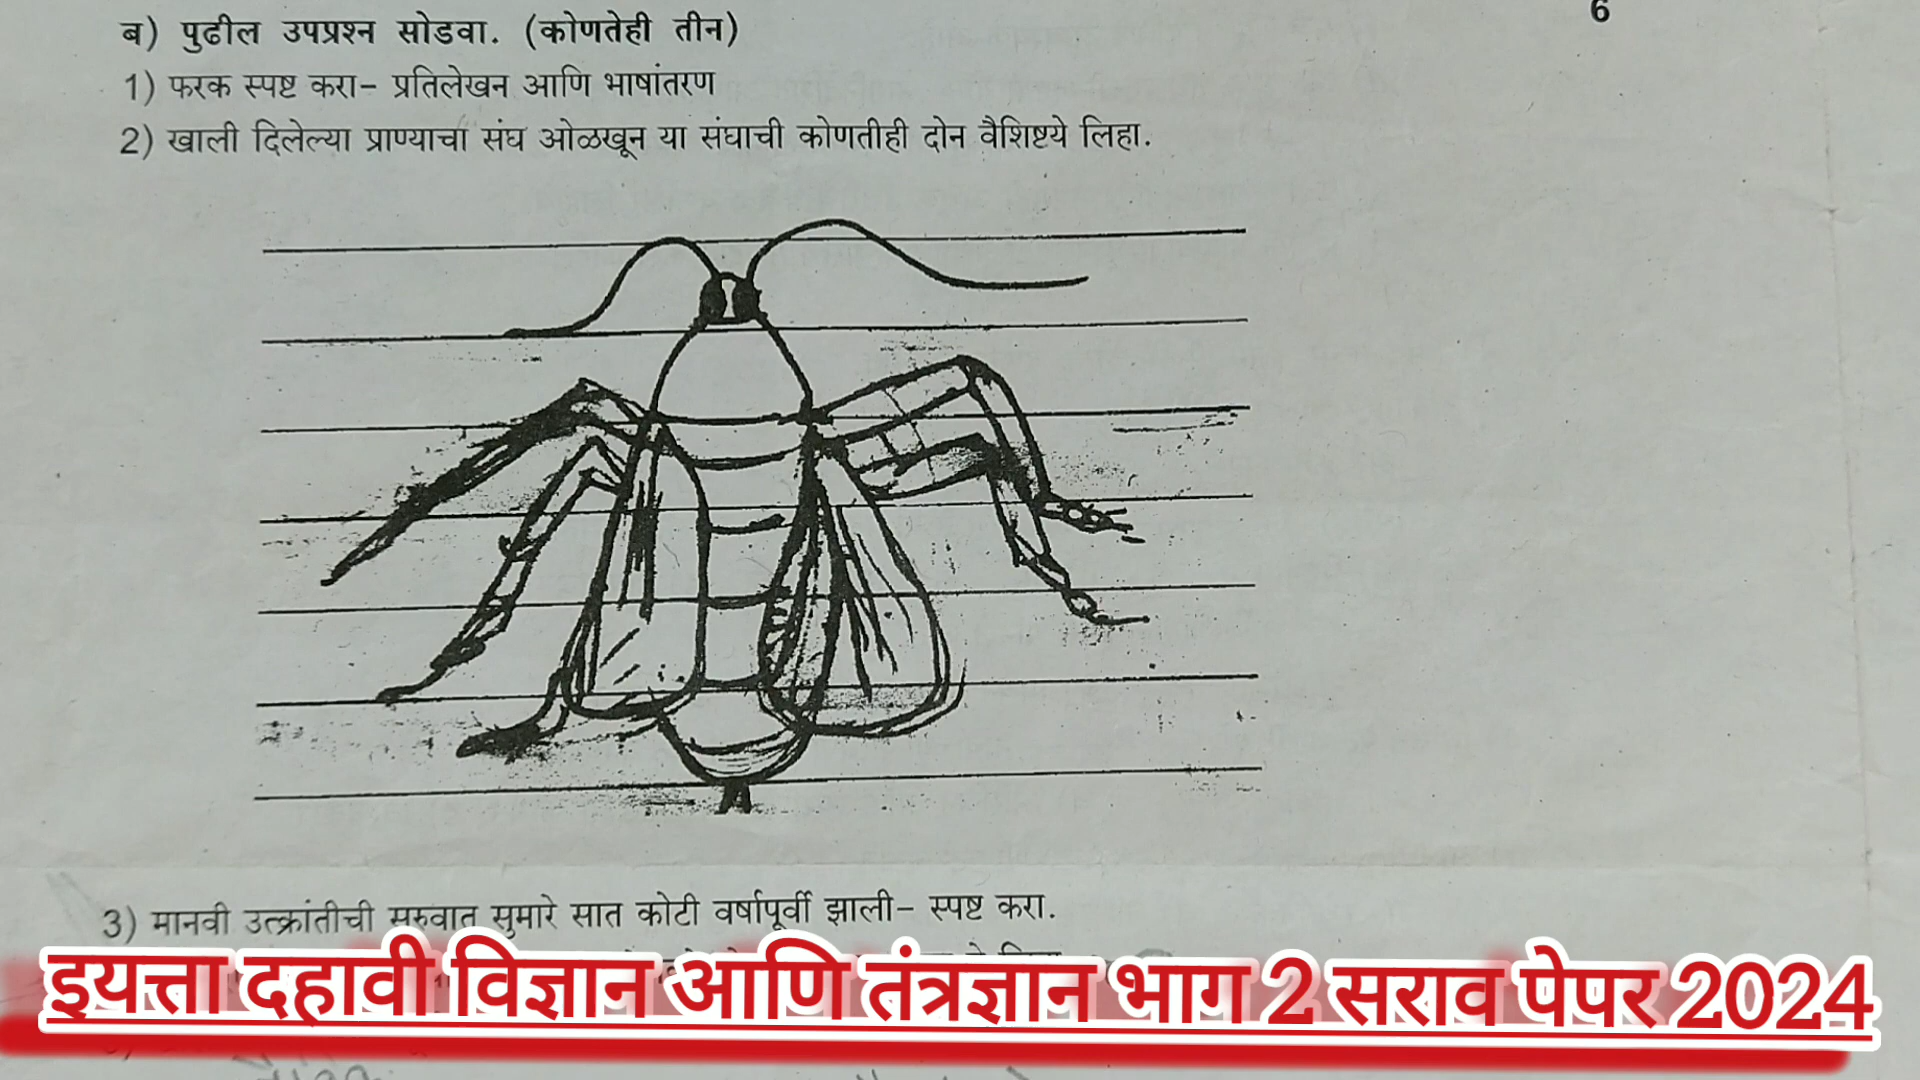 6
ब) पुढील उपप्रश्न सोडवा. (कोणतेही तीन)
1) फरक स्पष्ट करा- प्रतिलेखन आणि भाषांतरण
2) खाली दिलेल्या प्राण्याचा संघ ओळखून या संघाची कोणतीही दोन वैशिष्टये लिहा.
3) मानवी उत्क्रांतीची सुरुवात सुमारे सात कोटी वर्षापूर्वी झाली- स्पष्ट करा.
इयत्ता दहावी विज्ञान आणि तंत्रज्ञान भाग 2 सराव पेपर 2024